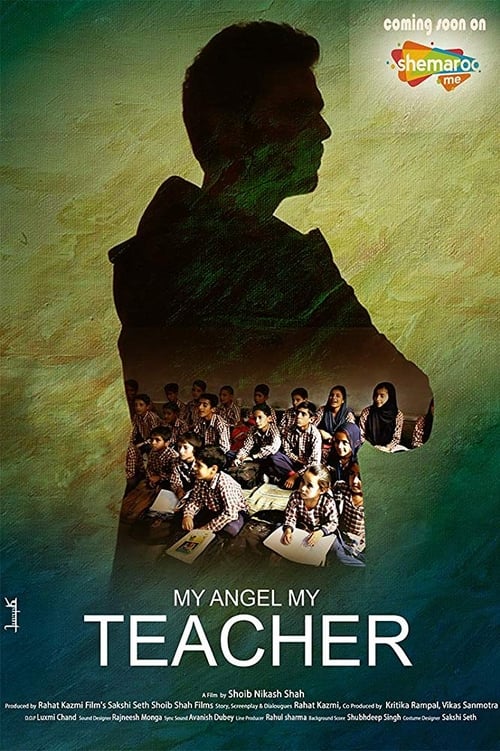 coming soon on
shemaroo
me
MY ANGEL MY
TEACHER
A Film by Shoib Nikash Shah
Produced by Rahat Kazmi Film's Sakshi Seth Shoib Shah Films Story, Screenplay & Dialougues Rahat Kazmi, Co Produced by Kritika Rampal, Vikas Sanmotra
D.O.P Luxmi Chand Sound Designer Rajneesh Monga Sync Sound Avanish Dubey Line Producer Rahul sharma Background Score Shubhdeep Singh Costume Designer Sakshi Seth